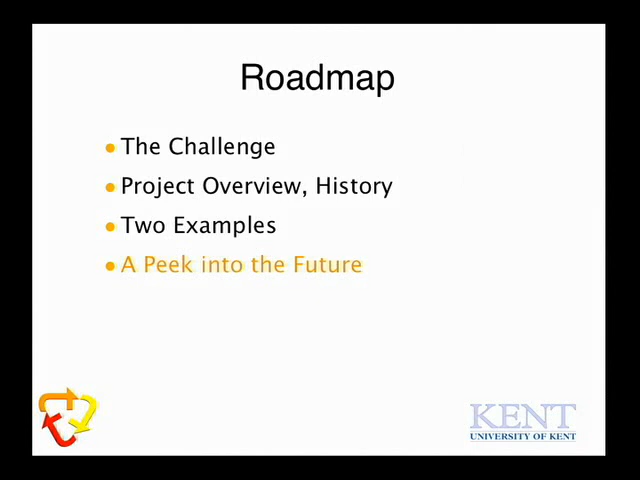 Roadmap
The Challenge
Project Overview, History
Two Examples
A Peek into the Future
KENT
UNIVERSITY OF KENT